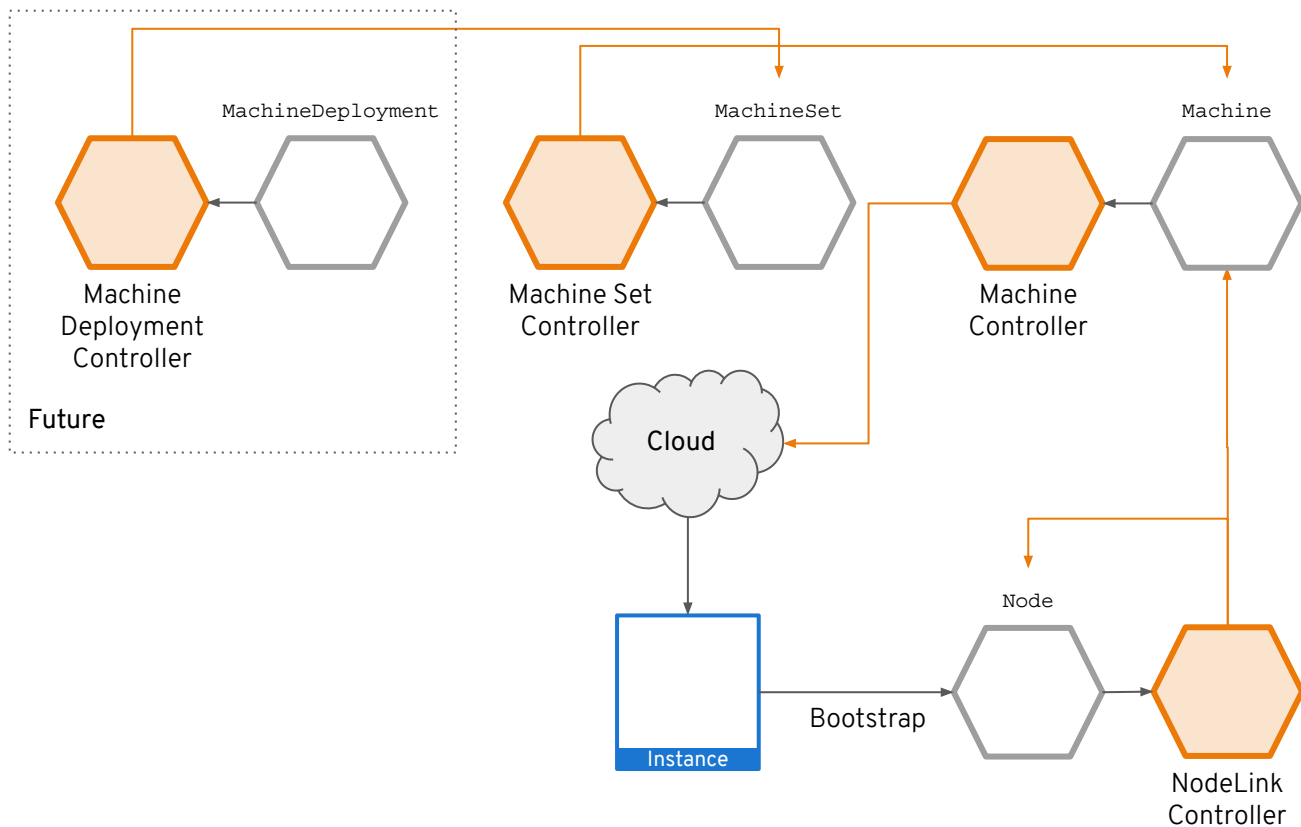 MachineDeployment
MachineSet
Machine
Machine
Deployment
Controller
Machine Set
Controller
Machine
Controller
Future
Cloud
Node
Bootstrap
Instance
NodeLink
Controller